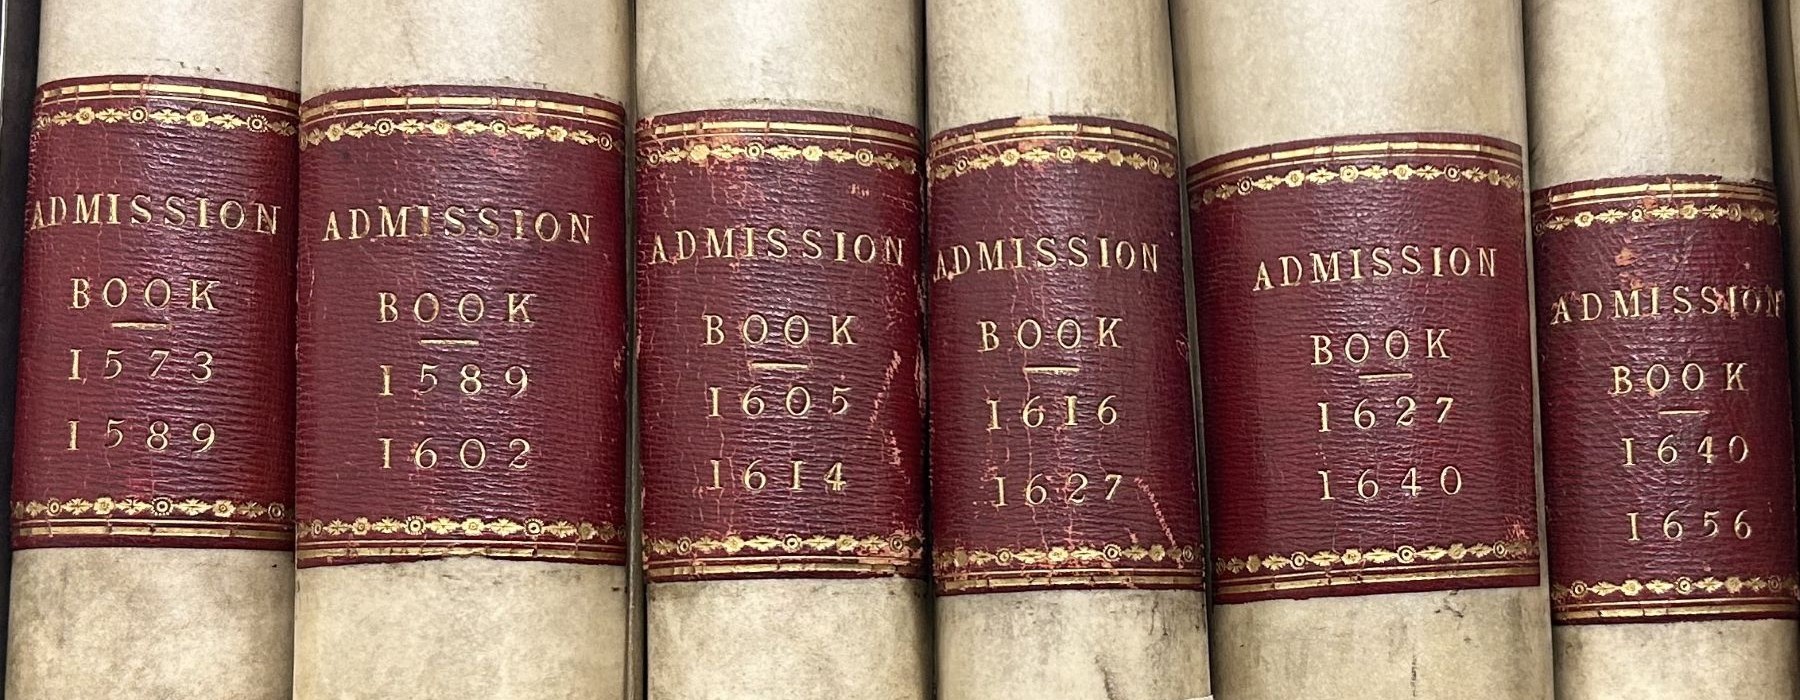 ADMISSION
BOOK
1573
1589
ADMISSION
BOOK
1589
1602
ADMISSION
BOOK
1605
1614
ADMISSION
BOOK
1616
1627
ADMISSION
BOOK
1627
1640
ADMISSION
BOOK
1640
1656